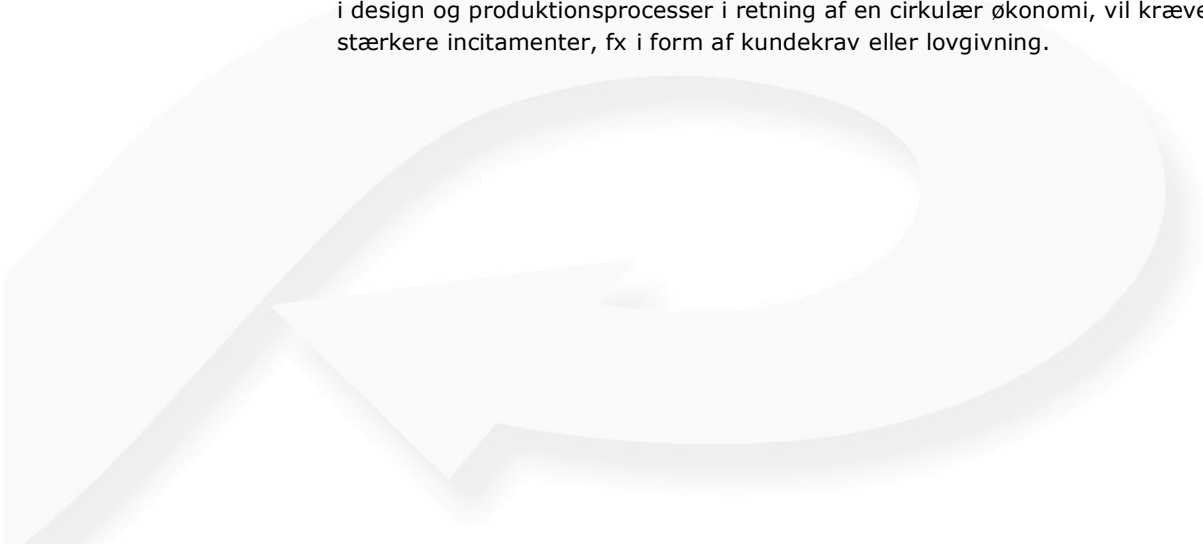 i design og produktionsprocesser i retning af en cirkulær økonomi, vil kræve
stærkere incitamenter, fx i form af kundekrav eller lovgivning.